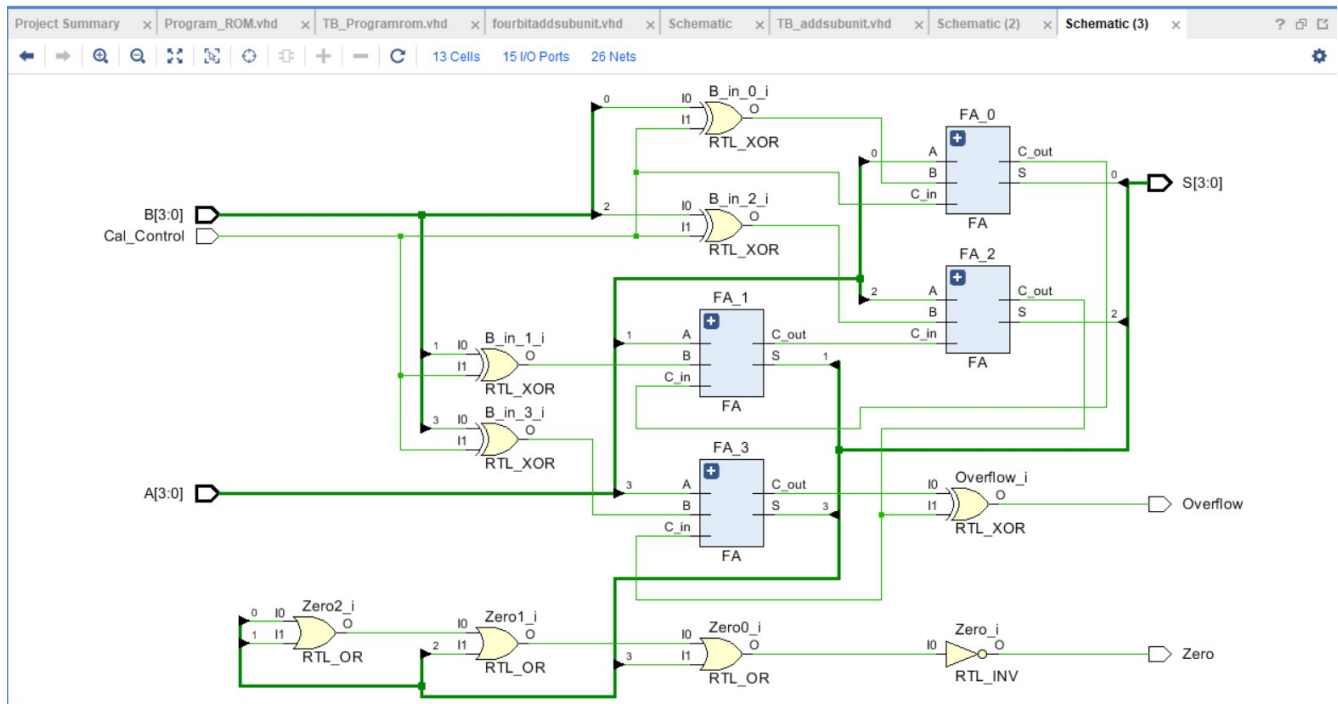 Project Summary × Program_ROM.vhd × TB_Programrom.vhd × fourbitaddsubunit.vhd × Schematic × TB_addsubunit.vhd × Schematic (2) × Schematic (3) × ?
13 Cells 15 I/O Ports 26 Nets
B_in_0_i
0 I0 O
I1
RTL_XOR
FA_0
0 A C_out
B S 0 S[3:0]
C_in
FA
B[3:0]
Cal_Control
B_in_2_i
2 I0 O
I1
RTL_XOR
FA_2
2 A C_out
B S 2
C_in
FA
FA_1
1 A C_out
B S 1
C_in
FA
B_in_1_i
1 I0 O
I1
RTL_XOR
B_in_3_i
3 I0 O
I1
RTL_XOR
A[3:0]
FA_3
3 A C_out
B S 3
C_in
FA
Overflow_i
I0 O
I1 Overflow
RTL_XOR
Zero2_i
0 I0 O
1 I1
RTL_OR
Zero1_i
I0 O
2 I1
RTL_OR
Zero0_i
I0 O
3 I1
RTL_OR
Zero_i
I0 O Zero
RTL_INV